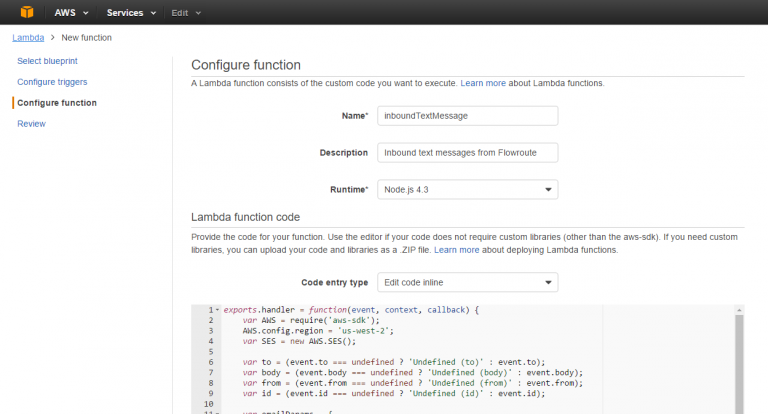 AWS Services Edit
Lambda > New function
Select blueprint
Configure triggers
Configure function
Review
Configure function
A Lambda function consists of the custom code you want to execute. Learn more about Lambda functions.
Name* inboundTextMessage
Description Inbound text messages from Flowroute
Runtime* Node.js 4.3
Lambda function code
Provide the code for your function. Use the editor if your code does not require custom libraries (other than the aws-sdk). If you need custom
libraries, you can upload your code and libraries as a .ZIP file. Learn more about deploying Lambda functions.
Code entry type Edit code inline
1 exports.handler = function(event, context, callback) {
2 var AWS = require('aws-sdk');
3 AWS.config.region = 'us-west-2';
4 var SES = new AWS.SES();
5
6 var to = (event.to === undefined ? 'Undefined (to)' : event.to);
7 var body = (event.body === undefined ? 'Undefined (body)' : event.body);
8 var from = (event.from === undefined ? 'Undefined (from)' : event.from);
9 var id = (event.id === undefined ? 'Undefined (id)' : event.id);
10
11 var emailParams = {